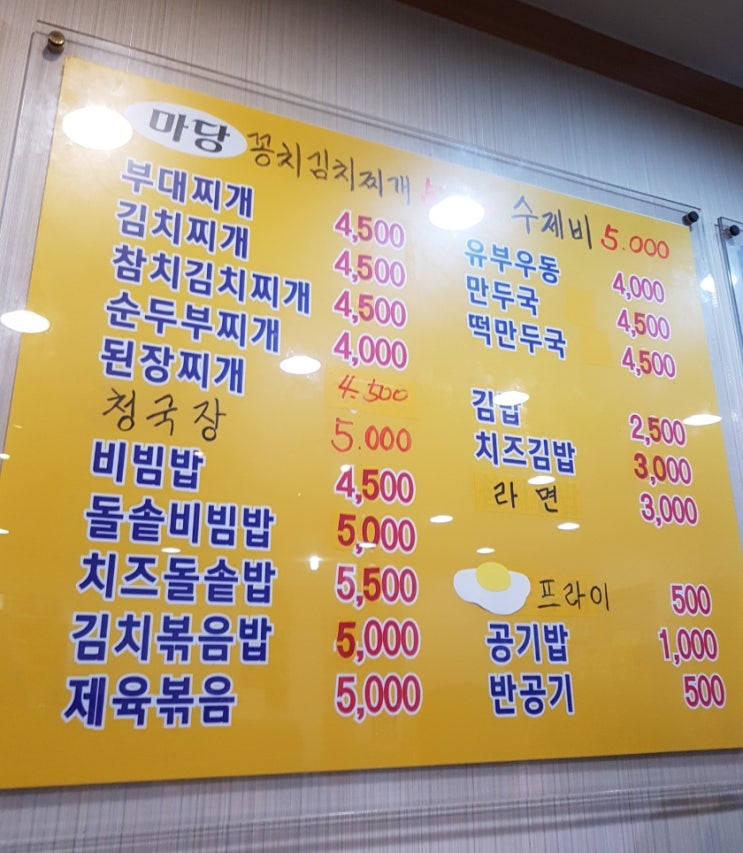 마당 꽁치김치찌개
부대찌개 4,500
김치찌개 4,500
참치김치찌개 4,500
순두부찌개 4,000
된장찌개 4.500
청국장 5.000
비빔밥 4,500
돌솥비빔밥 5,000
치즈돌솥밥 5,500
김치볶음밥 5,000
제육볶음 5,000
수제비 5.000
유부우동 4,000
만두국 4,500
떡만두국 4,500
김밥 2,500
치즈김밥 3,000
라면 3,000
프라이 500
공기밥 1,000
반공기 500